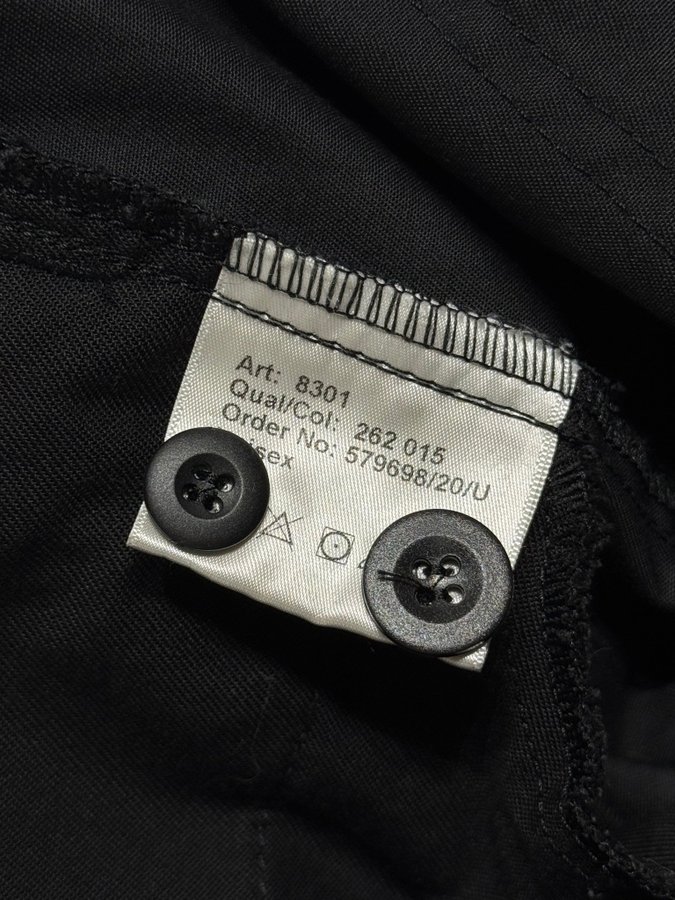 Art: 8301
Qual/Col: 262 015
Order No: 579698/20/U